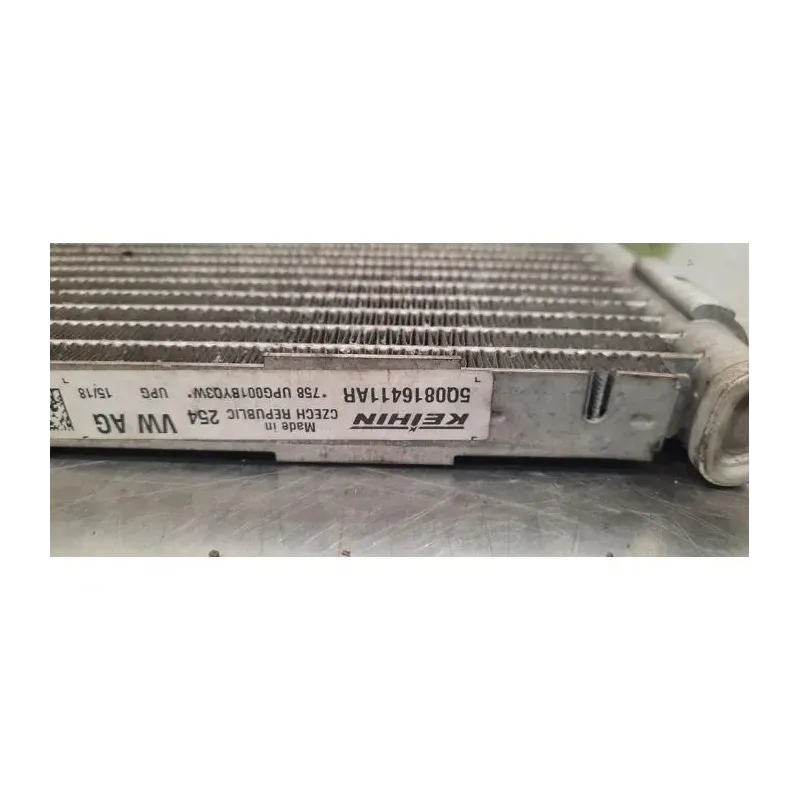 KEIHIN
Made in
CZECH REPUBLIC 254 VW AG
5Q0816411AR *758 UPG0018YQ3W* UPG 15/18